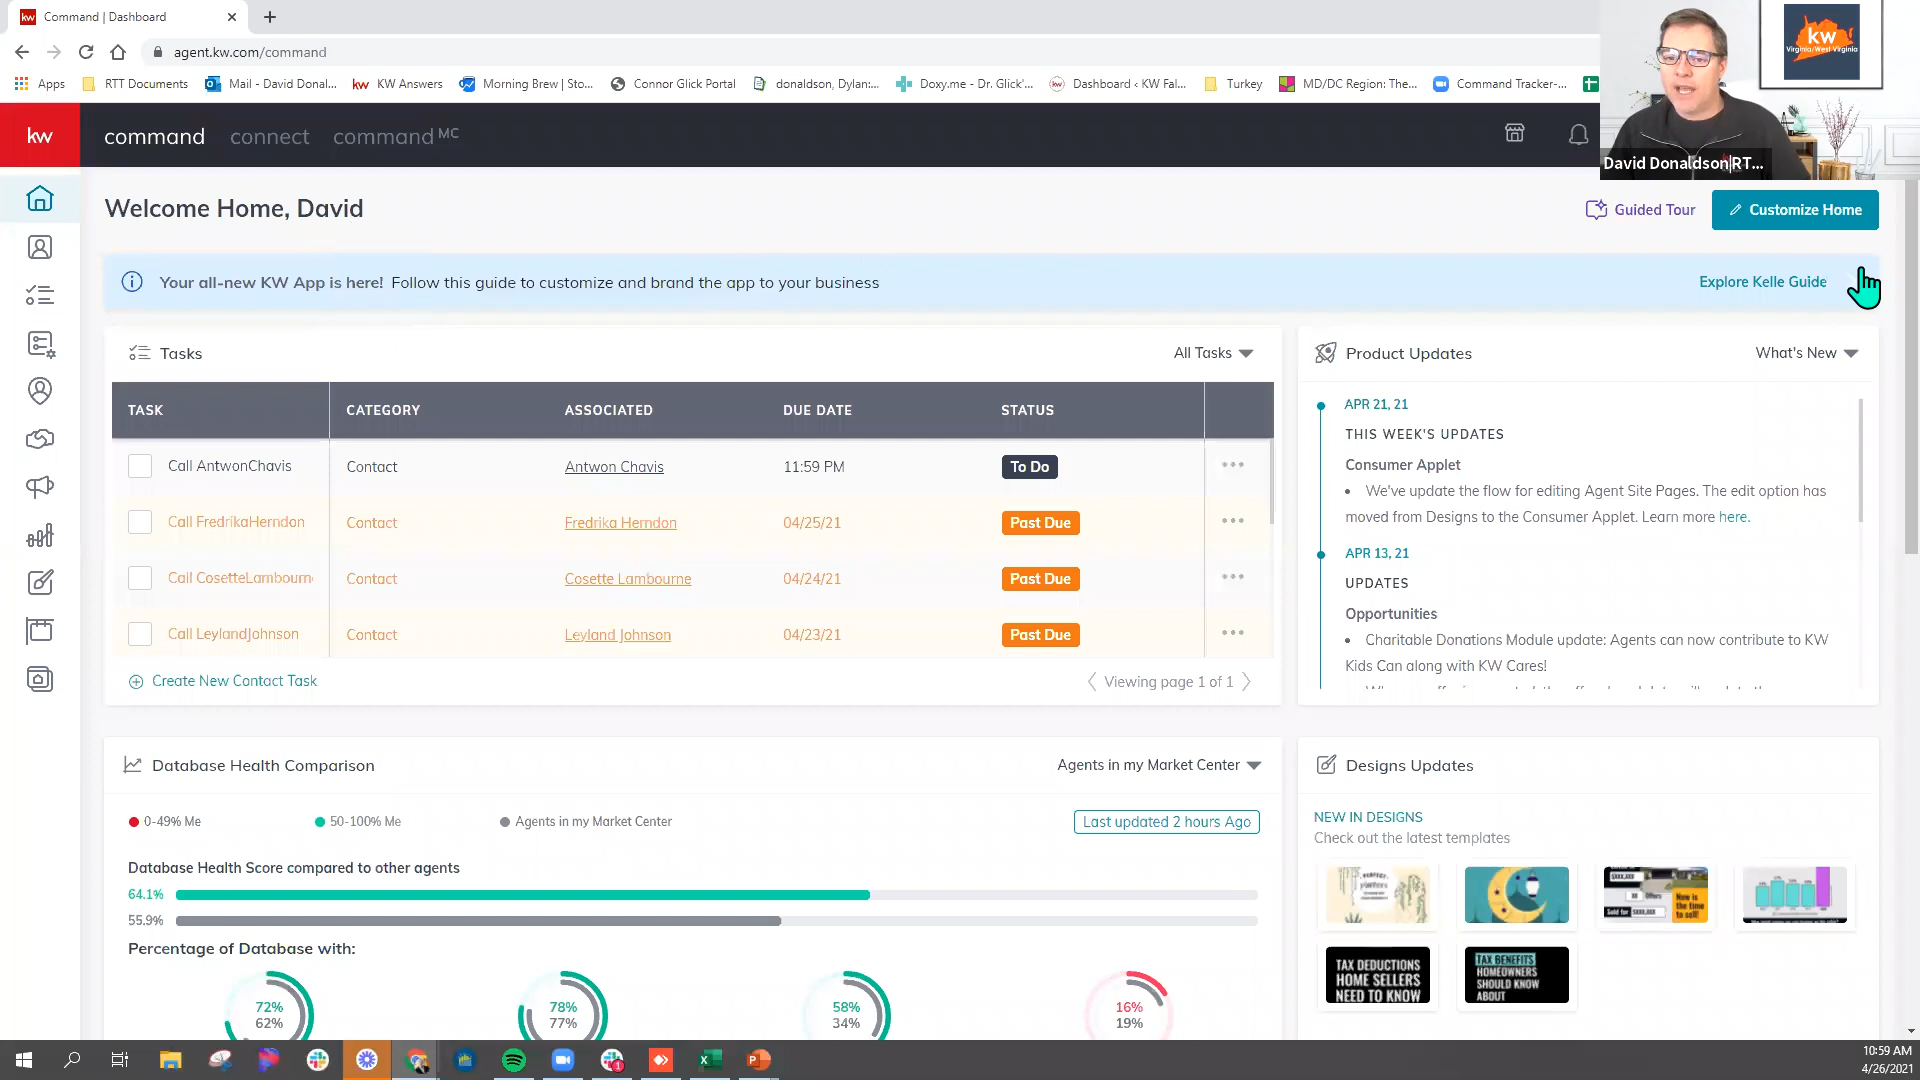 Command | Dashboard
agent.kw.com/command
Apps
RTT Documents
Mail - David Donal...
kw KW Answers
Morning Brew | Sto...
Connor Glick Portal
donaldson, Dylan:...
Doxy.me - Dr. Glick'...
Dashboard ‹ KW Fal...
Turkey
MD/DC Region: The...
Command Tracker-...
kw
Virginia/West Virginia
David Donaldson|RT...
kw
command
connect
command MC
Welcome Home, David
Guided Tour
Customize Home
Your all-new KW App is here! Follow this guide to customize and brand the app to your business
Explore Kelle Guide
Tasks
All Tasks
TASK CATEGORY ASSOCIATED DUE DATE STATUS
Call AntwonChavis Contact Antwon Chavis 11:59 PM To Do
Call FredrikaHerndon Contact Fredrika Herndon 04/25/21 Past Due
Call CosetteLambourn Contact Cosette Lambourne 04/24/21 Past Due
Call LeylandJohnson Contact Leyland Johnson 04/23/21 Past Due
Create New Contact Task
Viewing page 1 of 1
Product Updates
What's New
APR 21, 21
THIS WEEK'S UPDATES
Consumer Applet
• We've update the flow for editing Agent Site Pages. The edit option has
moved from Designs to the Consumer Applet. Learn more here.
APR 13, 21
UPDATES
Opportunities
• Charitable Donations Module update: Agents can now contribute to KW
Kids Can along with KW Cares!
Database Health Comparison
Agents in my Market Center
0-49% Me
50-100% Me
Agents in my Market Center
Last updated 2 hours Ago
Database Health Score compared to other agents
64.1%
55.9%
Percentage of Database with:
72%
62%
78%
77%
58%
34%
16%
19%
Designs Updates
NEW IN DESIGNS
Check out the latest templates
Now is
the time
to sell!
TAX DEDUCTIONS
HOME SELLERS
NEED TO KNOW
TAX BENEFITS
HOMEOWNERS
SHOULD KNOW
ABOUT
10:59 AM
4/26/2021